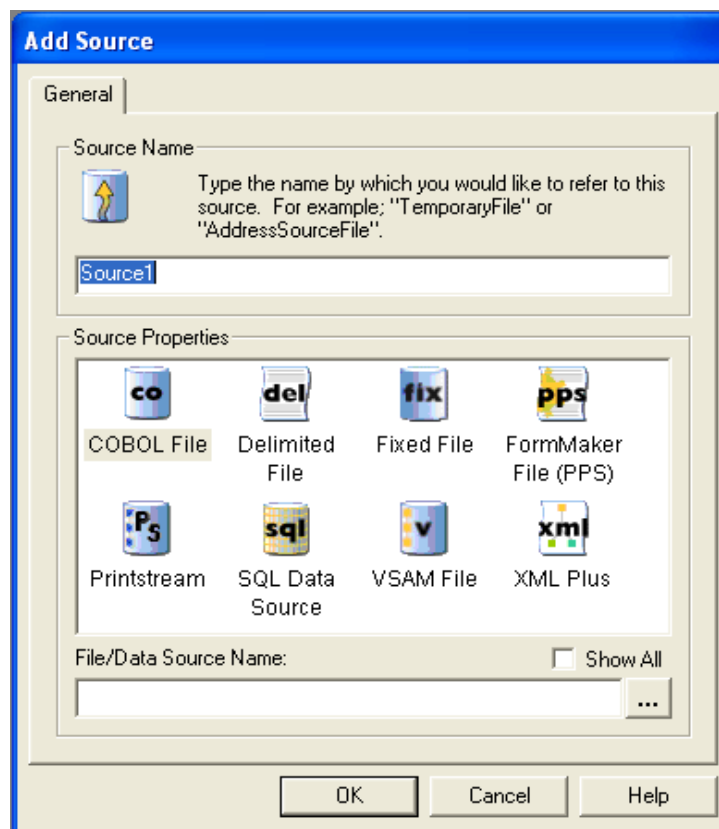 Add Source
General
Source Name
Type the name by which you would like to refer to this
source. For example; "TemporaryFile" or
"AddressSourceFile".
Source1
Source Properties
co
del
fix
pps
COBOL File
Delimited
File
Fixed File
FormMaker
File (PPS)
Ps
sql
v
xml
Printstream
SQL Data
Source
VSAM File
XML Plus
File/Data Source Name:
Show All
...
OK
Cancel
Help